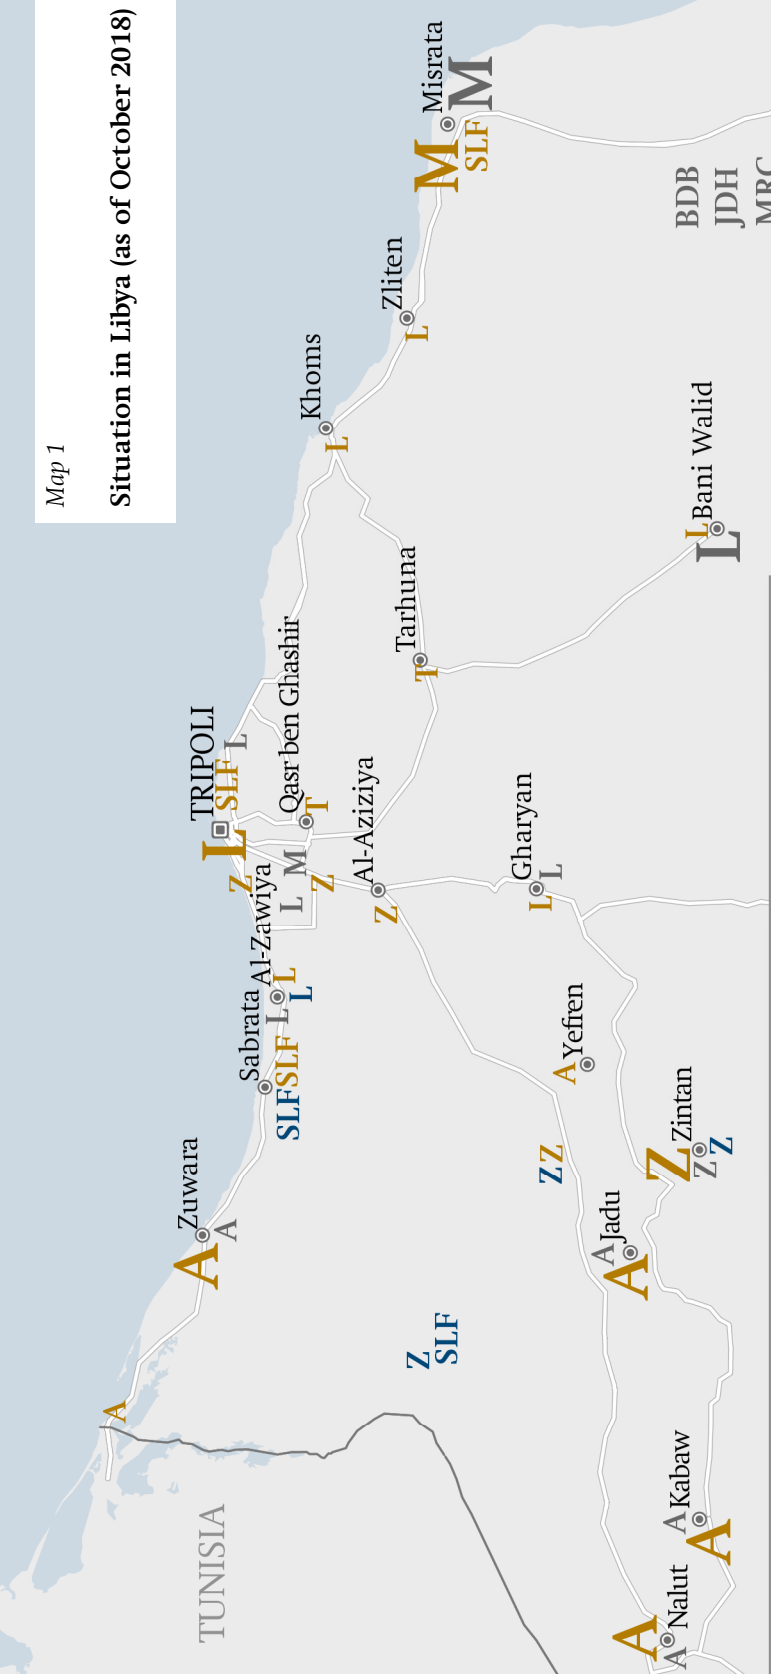 Map 1
Situation in Libya (as of October 2018)
TUNISIA
A
A
Zuwara
A
Z
SLF
Sabrata
SLF
SLF
Al-Zawiya
L
L
L
TRIPOLI
L
SLF
L
Z
Qasr ben Ghashir
T
M
L
Z
Al-Aziziya
Z
Khoms
L
Zliten
L
Misrata
M
M
SLF
Tarhuna
T
Gharyan
L
L
Yefren
A
Z
Z
Zintan
Z
Z
Z
Jadu
A
A
Kabaw
A
A
Nalut
A
A
Bani Walid
L
L
BDB
JDH